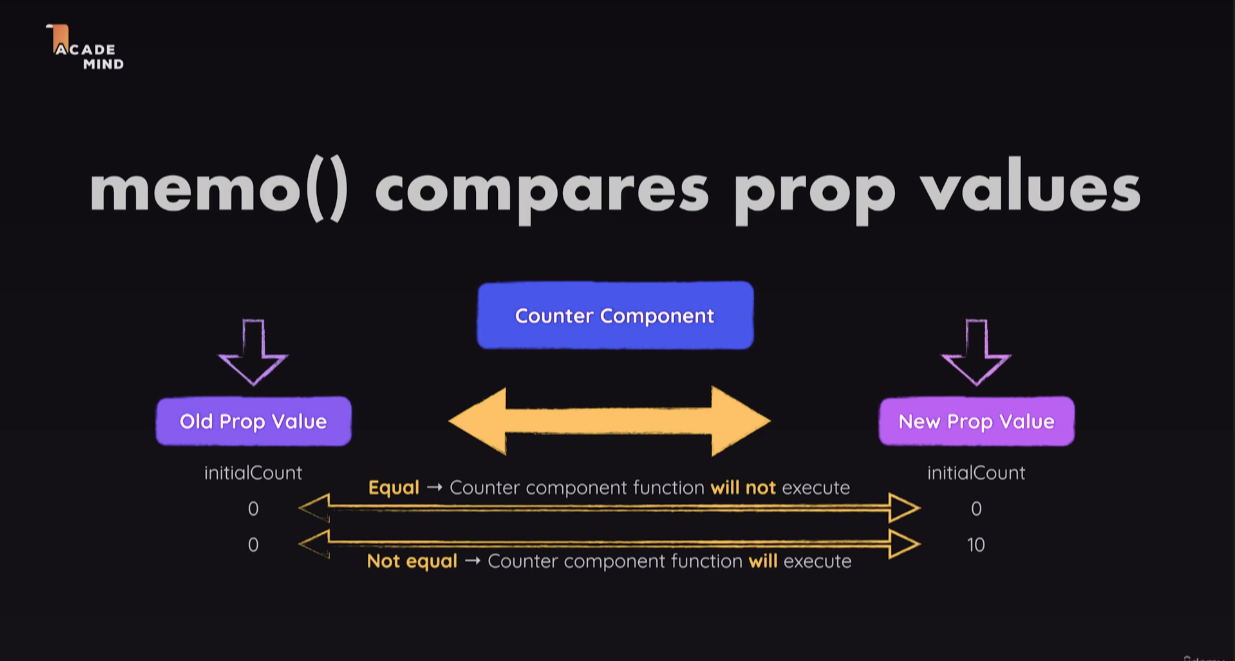 ACADE
MIND
memo() compares prop values
Counter Component
Old Prop Value
New Prop Value
initialCount
initialCount
Equal → Counter component function will not execute
0
0
0
10
Not equal → Counter component function will execute